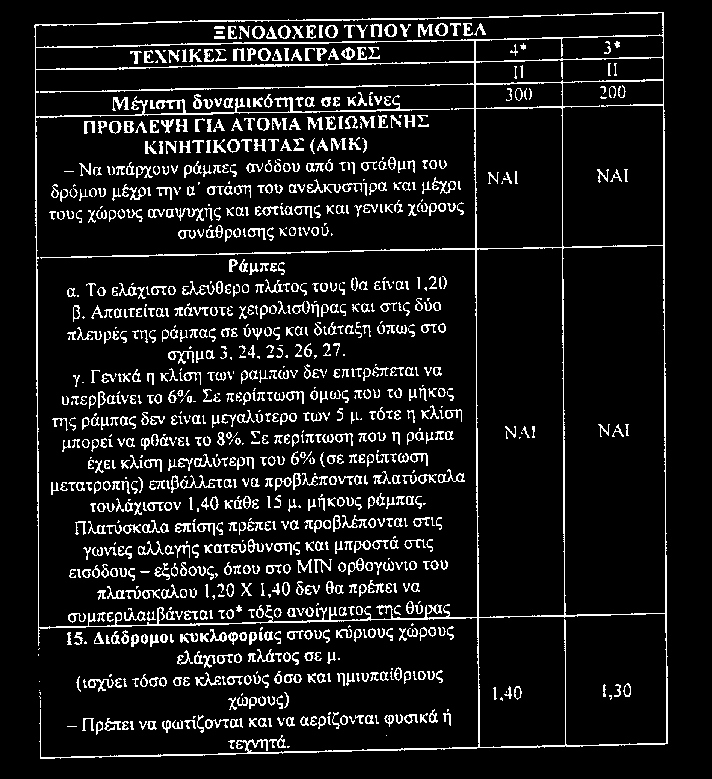 ΞΕΝΟΔΟΧΕΙΟ ΤΥΠΟΥ ΜΟΤΕΛ
ΤΕΧΝΙΚΕΣ ΠΡΟΔΙΑΓΡΑΦΕΣ 4* 3*
II II
Μέγιστη δυναμικότητα σε κλίνες 300 200
ΠΡΟΒΛΕΨΗ ΓΙΑ ΑΤΟΜΑ ΜΕΙΩΜΕΝΗΣ
ΚΙΝΗΤΙΚΟΤΗΤΑΣ (ΑΜΚ)
– Να υπάρχουν ράμπες ανόδου από τη στάθμη του
δρόμου μέχρι την α΄ στάση του ανελκυστήρα και μέχρι
τους χώρους αναψυχής και εστίασης και γενικά χώρους
συνάθροισης κοινού.
ΝΑΙ ΝΑΙ
Ράμπες
α. Το ελάχιστο ελεύθερο πλάτος τους θα είναι 1,20
β. Απαιτείται πάντοτε χειρολισθήρας και στις δύο
πλευρές της ράμπας σε ύψος και διάταξη όπως στο
σχήμα 3, 24, 25, 26, 27.
γ. Γενικά η κλίση των ραμπών δεν επιτρέπεται να
υπερβαίνει το 6%. Σε περίπτωση όμως που το μήκος
της ράμπας δεν είναι μεγαλύτερο των 5 μ. τότε η κλίση
μπορεί να φθάνει το 8%. Σε περίπτωση που η ράμπα
έχει κλίση μεγαλύτερη του 6% (σε περίπτωση
μετατροπής) επιβάλλεται να προβλέπονται πλατύσκαλα
τουλάχιστον 1,40 κάθε 15 μ. μήκους ράμπας.
Πλατύσκαλα επίσης πρέπει να προβλέπονται στις
γωνίες αλλαγής κατεύθυνσης και μπροστά στις
εισόδους – εξόδους, όπου στο ΜΙΝ ορθογώνιο του
πλατύσκαλου 1,20 Χ 1,40 δεν θα πρέπει να
συμπεριλαμβάνεται το* τόξο ανοίγματος της θύρας
ΝΑΙ ΝΑΙ
15. Διάδρομοι κυκλοφορίας στους κύριους χώρους
ελάχιστο πλάτος σε μ.
(ισχύει τόσο σε κλειστούς όσο και ημιυπαίθριους
χώρους)
– Πρέπει να φωτίζονται και να αερίζονται φυσικά ή
τεχνητά.
1,40 1,30